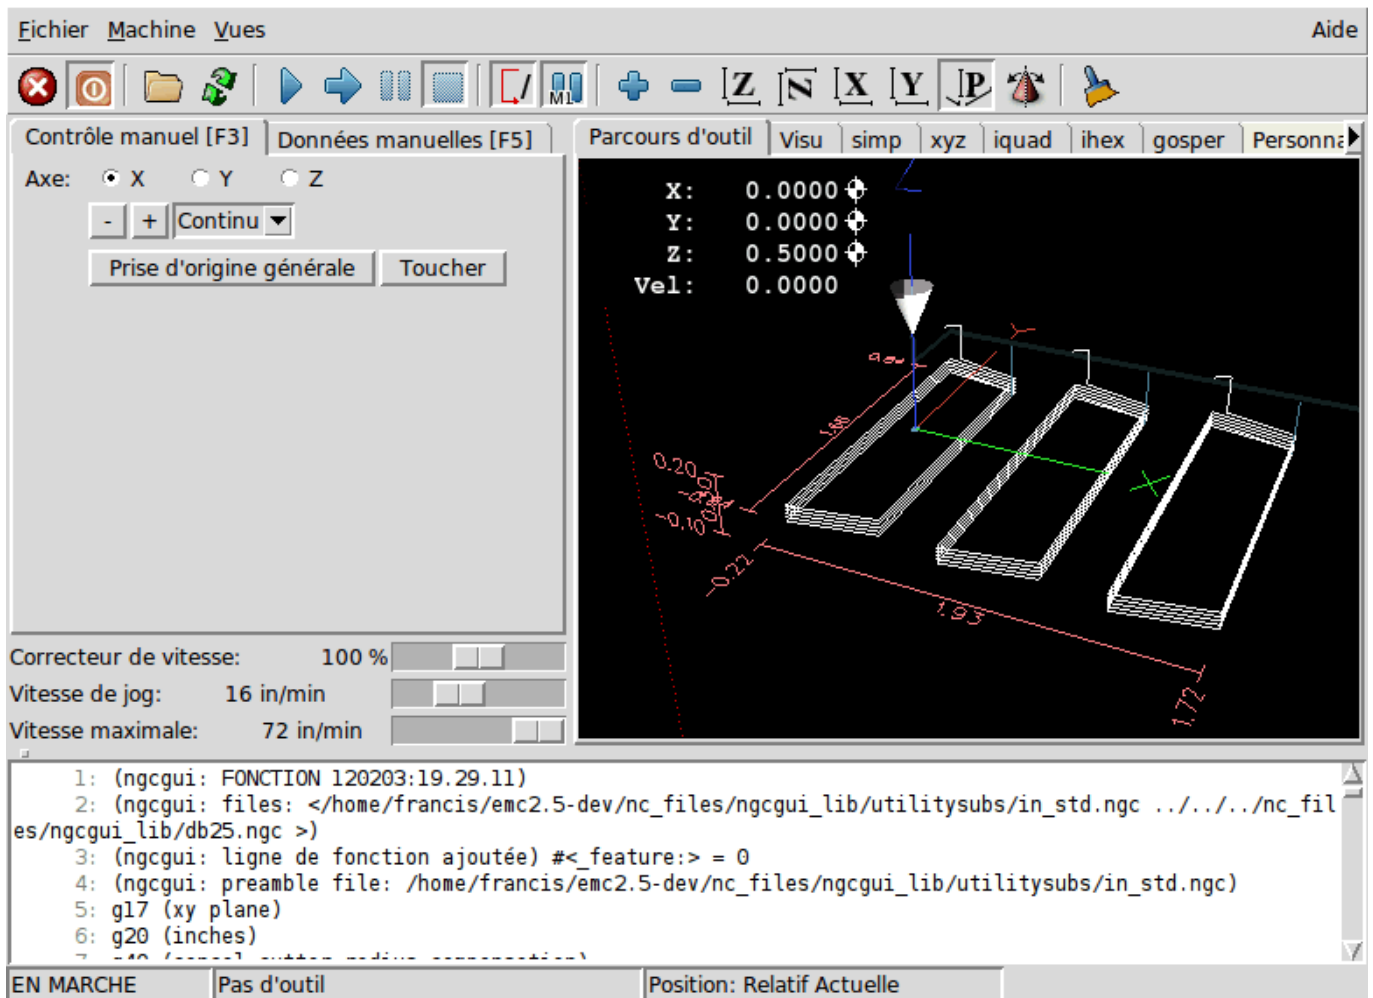 Fichier Machine Vues Aide
M1 Z N X Y P
Contrôle manuel [F3] Données manuelles [F5]
Parcours d'outil Visu simp xyz iquad ihex gosper Personna
Axe: X Y Z
- + Continu
Prise d'origine générale Toucher
X: 0.0000
Y: 0.0000
Z: 0.5000
Vel: 0.0000
Y
X
0.20
-0.10
-0.22
1.93
1.72
Correcteur de vitesse: 100 %
Vitesse de jog: 16 in/min
Vitesse maximale: 72 in/min
1: (ngcgui: FONCTION 120203:19.29.11)
2: (ngcgui: files: </home/francis/emc2.5-dev/nc_files/ngcgui_lib/utilitysubs/in_std.ngc ../../../nc_fil
es/ngcgui_lib/db25.ngc >)
3: (ngcgui: ligne de fonction ajoutée) #<_feature:> = 0
4: (ngcgui: preamble file: /home/francis/emc2.5-dev/nc_files/ngcgui_lib/utilitysubs/in_std.ngc)
5: g17 (xy plane)
6: g20 (inches)
EN MARCHE Pas d'outil Position: Relatif Actuelle